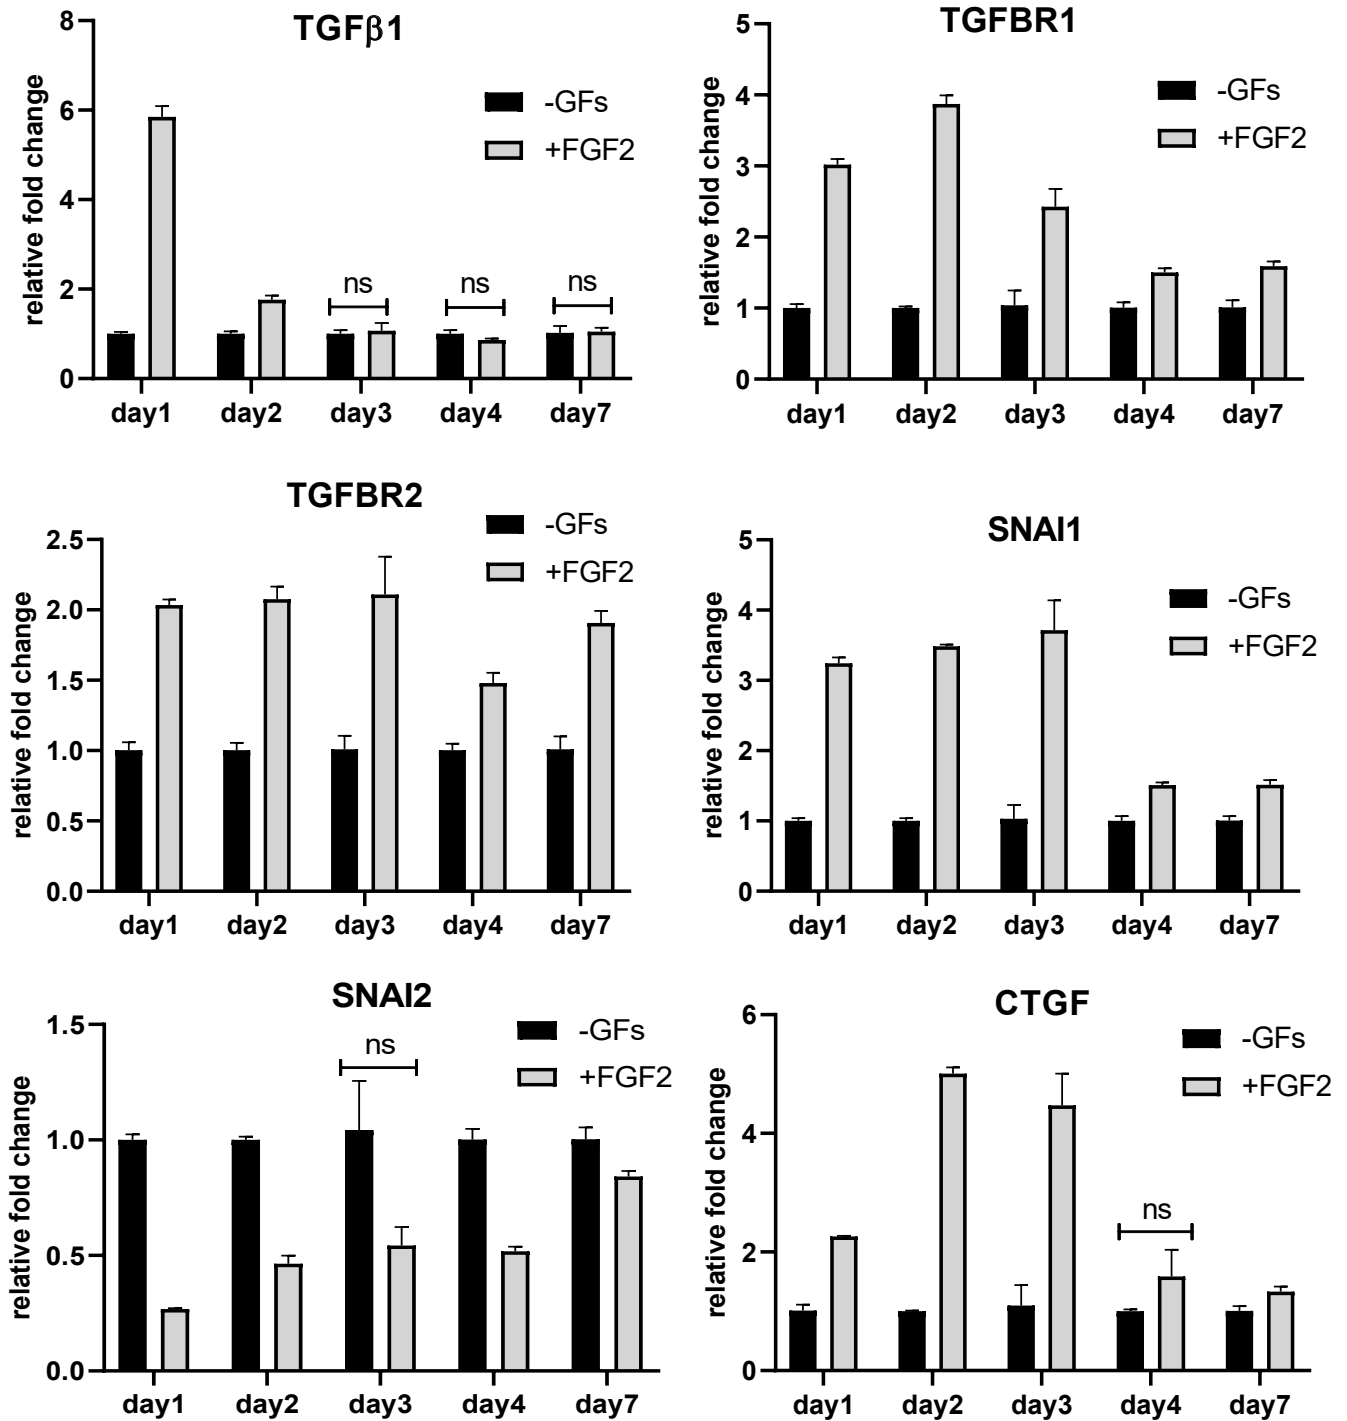 TGFβ1
relative fold change
8
6
4
2
0
-GFs
+FGF2
ns
ns
ns
day1 day2 day3 day4 day7
TGFBR1
relative fold change
5
4
3
2
1
0
-GFs
+FGF2
day1 day2 day3 day4 day7
TGFBR2
relative fold change
2.5
2.0
1.5
1.0
0.5
0.0
-GFs
+FGF2
day1 day2 day3 day4 day7
SNAI1
relative fold change
5
4
3
2
1
0
-GFs
+FGF2
day1 day2 day3 day4 day7
SNAI2
relative fold change
1.5
1.0
0.5
0.0
-GFs
+FGF2
ns
day1 day2 day3 day4 day7
CTGF
relative fold change
6
4
2
0
-GFs
+FGF2
ns
day1 day2 day3 day4 day7